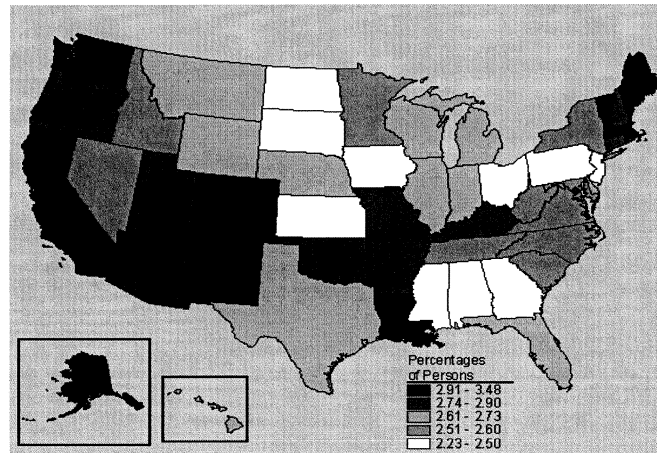 Percentages
of Persons
2.91 - 3.48
2.74 - 2.90
2.61 - 2.73
2.51 - 2.60
2.23 - 2.50